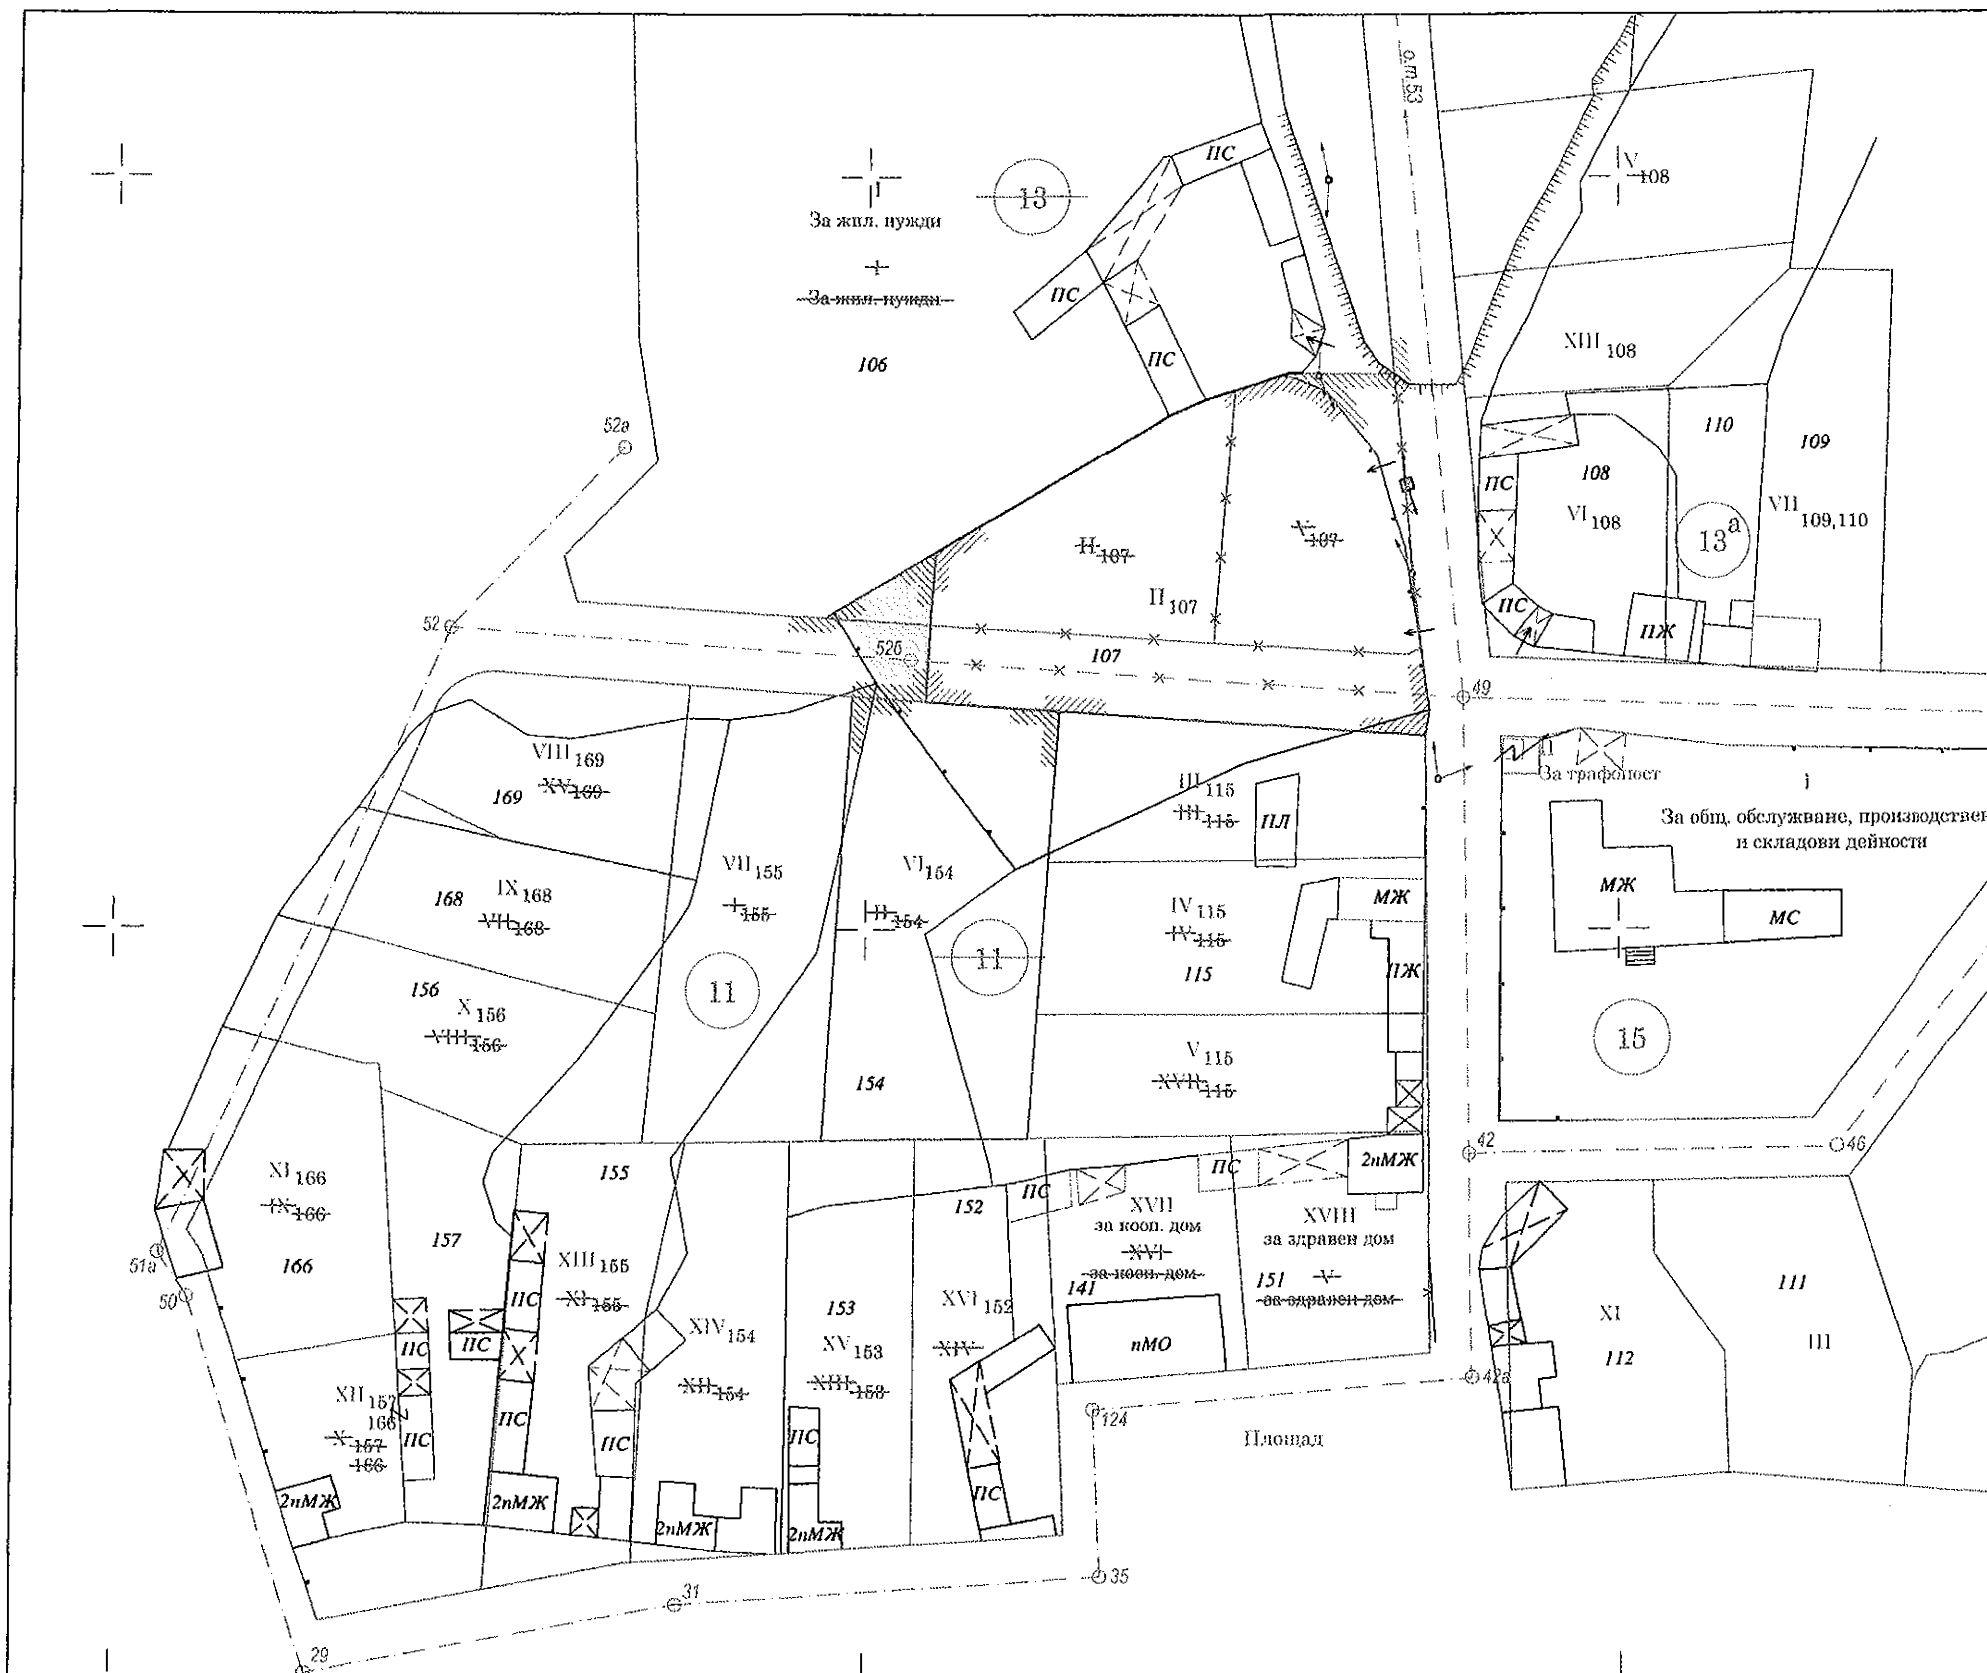 о.т.53
ПС
13
I
За жил. нужди
I
За жил. нужди
V 108
ПС
ПС
106
XIII 108
52а
110
109
108
ПС
VI 108
VII 109,110
13а
II 107
V 107
II 107
ПС
ПЖ
52
52б
107
49
VIII 169
XV 169
169
III 115
III 115
ПЛ
II
За трафопост
I
За общ. обслужване, производствен
и складови дейности
VII 155
I 155
VI 154
II 154
IX 168
VII 168
168
МЖ
МЖ
МС
IV 115
IV 115
115
ПЖ
11
11
156
X 156
VIII 156
15
V 115
XVII 115
154
42
46
XI 166
IX 166
155
ПС
ПС
2пМЖ
152
XVII
за кооп. дом
XVI
за кооп. дом
XVIII
за здравен дом
V
за здравен дом
157
166
51а
50
XIII 155
XI 155
ПС
141
151
111
153
XVI 152
XIV
XIV 154
XII 154
XV 153
XIII 153
XI
112
III
ПС
ПС
пМО
42а
XII 157
166
X 157
166
ПС
ПС
ПС
ПС
124
Площад
ПС
2пМЖ
2пМЖ
2пМЖ
2пМЖ
31
35
29